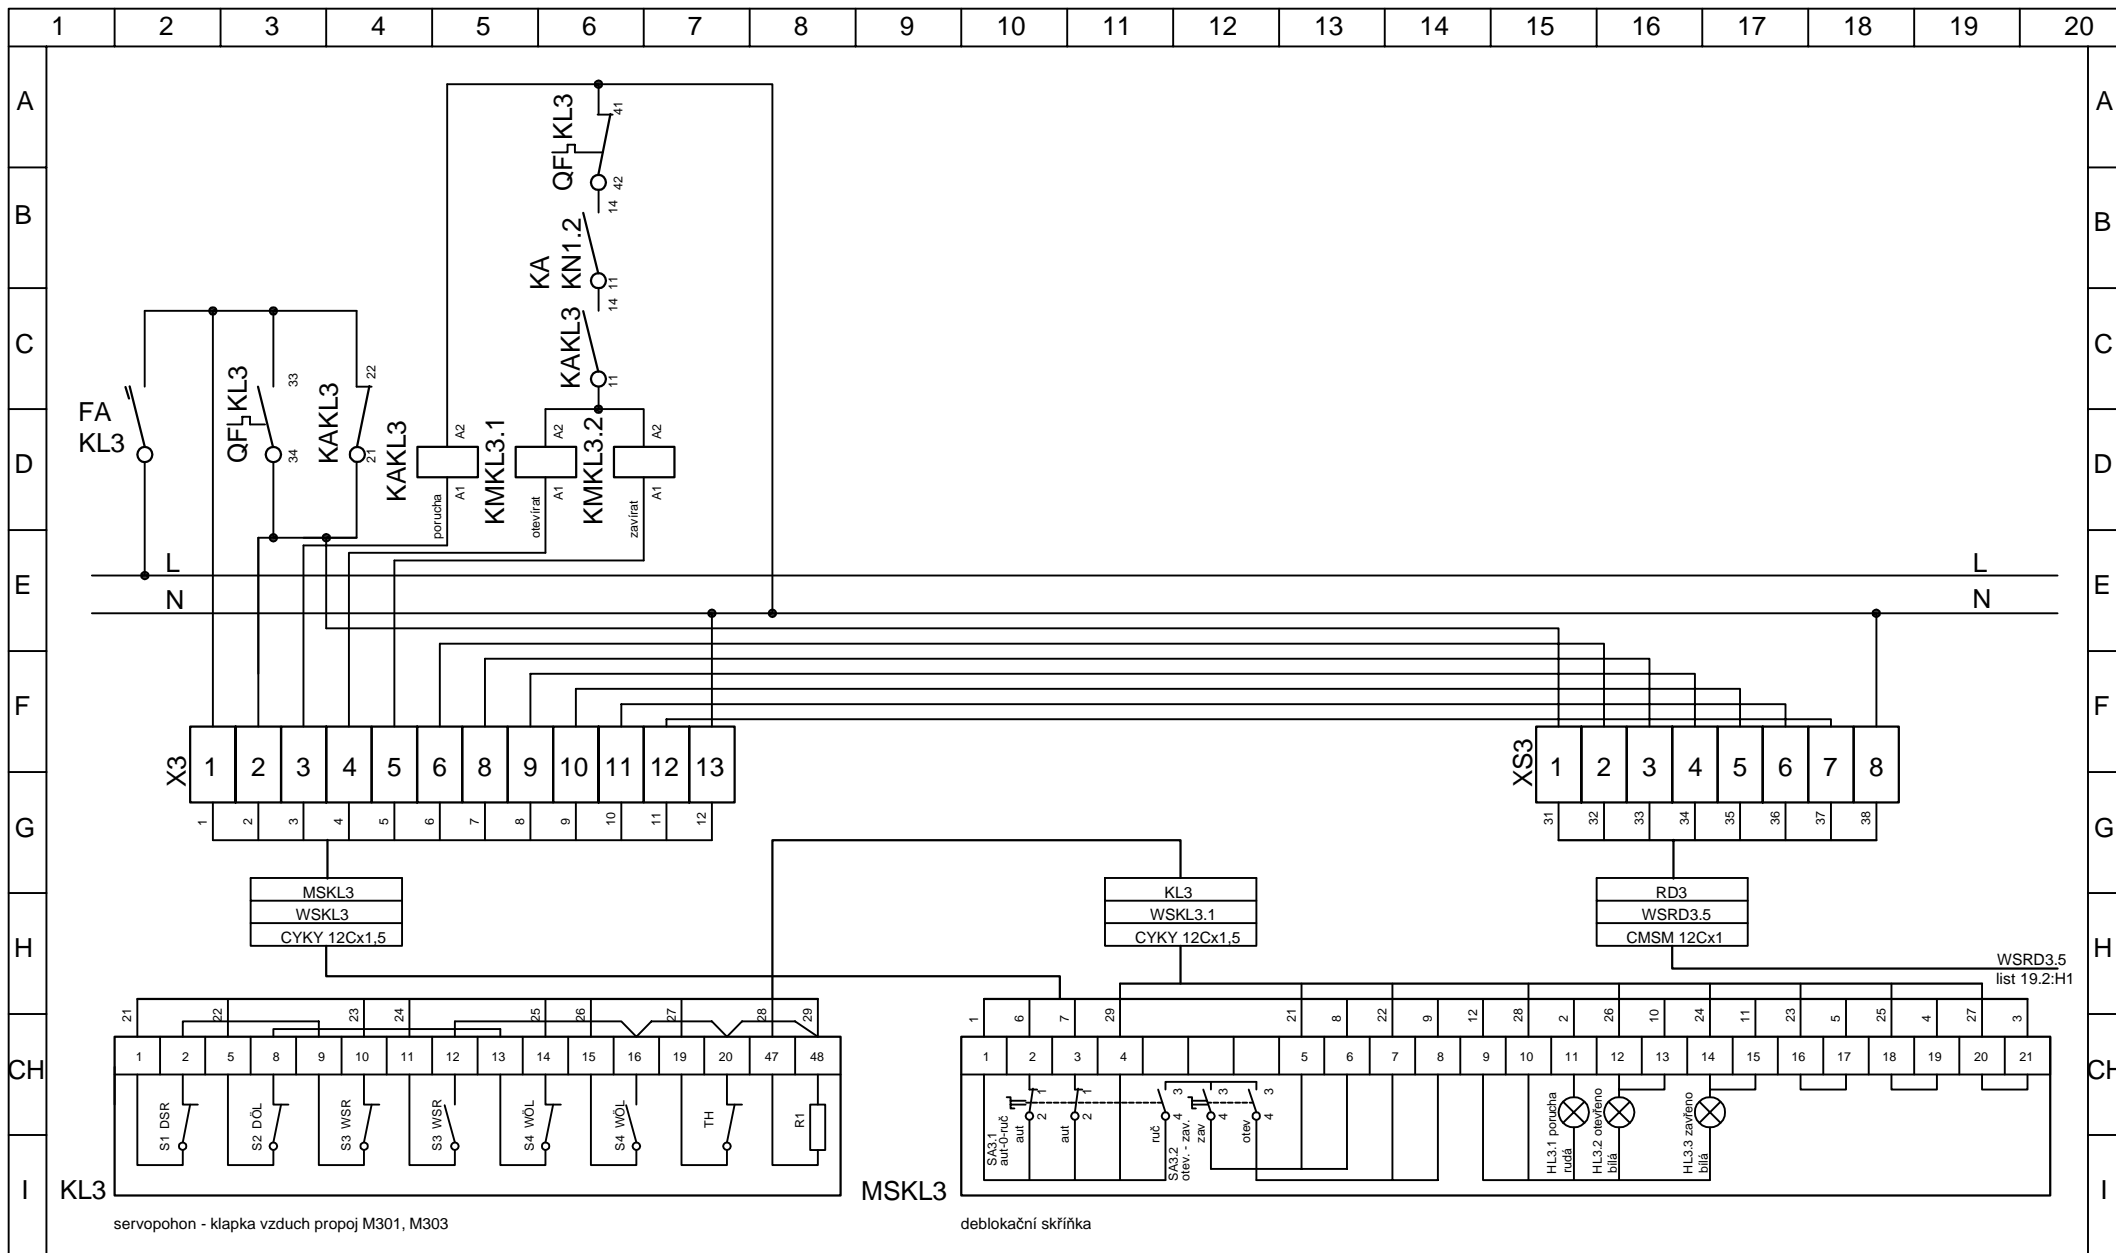 1 2 3 4 5 6 7 8 9 10 11 12 13 14 15 16 17 18 19 20
A A
B B
C C
D D
E E
F F
G G
H H
CH CH
I I
QF KL3
41
42
KA
KN1.2
14
11
KAKL3
14
11
FA
KL3
QF KL3
33
34
KAKL3
22
21
KAKL3
A2
A1
porucha
KMKL3.1
A2
A1
otevírat
KMKL3.2
A2
A1
zavírat
L L
N N
X3
1 2 3 4 5 6 8 9 10 11 12 13
1 2 3 4 5 6 7 8 9 10 11 12
XS3
1 2 3 4 5 6 7 8
31 32 33 34 35 36 37 38
MSKL3
WSKL3
CYKY 12Cx1,5
KL3
WSKL3.1
CYKY 12Cx1,5
RD3
WSRD3.5
CMSM 12Cx1
WSRD3.5
list 19.2:H1
21 22 23 24 25 26 27 28 29
1 2 5 8 9 10 11 12 13 14 15 16 19 20 47 48
S1 DSR
S2 DÖL
S3 WSR
S3 WSR
S4 WÖL
S4 WÖL
TH
R1
KL3
servopohon - klapka vzduch propoj M301, M303
1 6 7 29 21 8 22 9 12 28 2 26 10 24 11 23 5 25 4 27 3
1 2 3 4 5 6 7 8 9 10 11 12 13 14 15 16 17 18 19 20 21
SA3.1
aut-0-ruč
aut
1
2
aut
1
2
ruč
3
4
SA3.2
otev. - zav.
zav
3
4
otev
3
4
HL3.1 porucha
rudá
HL3.2 otevřeno
bílá
HL3.3 zavřeno
bílá
MSKL3
deblokační skříňka